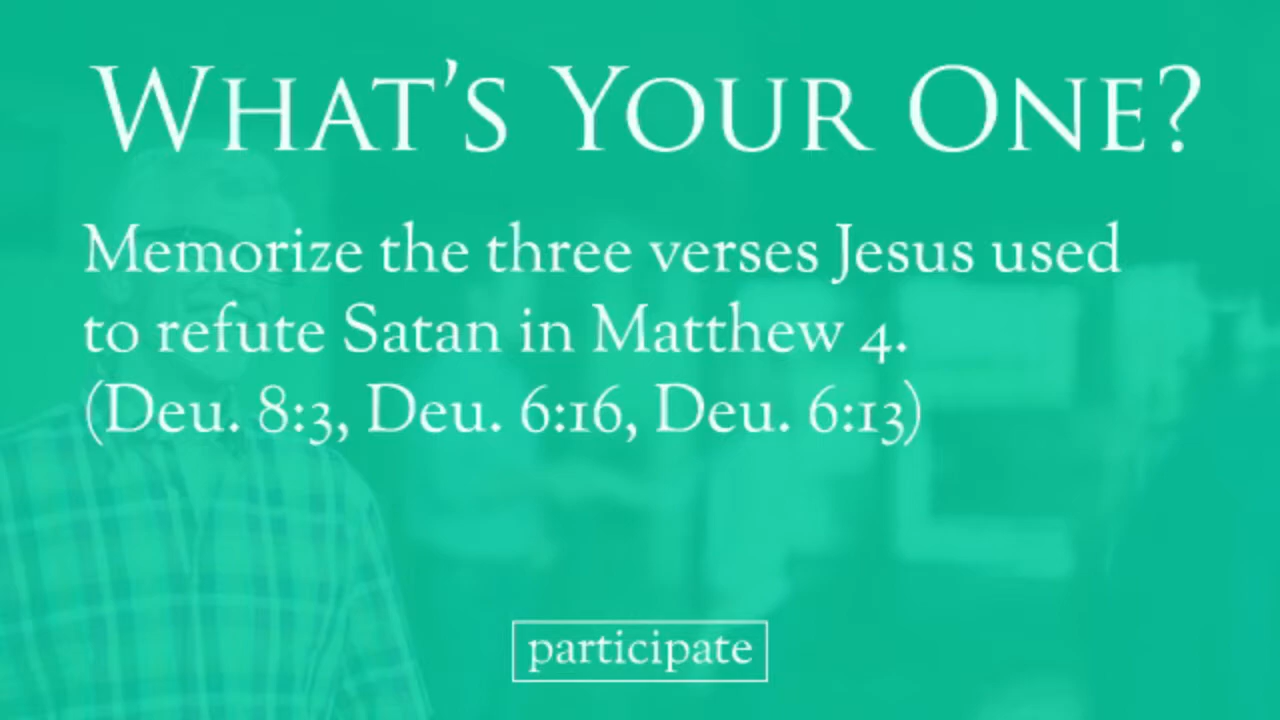 What's Your One?
Memorize the three verses Jesus used
to refute Satan in Matthew 4.
(Deu. 8:3, Deu. 6:16, Deu. 6:13)
participate